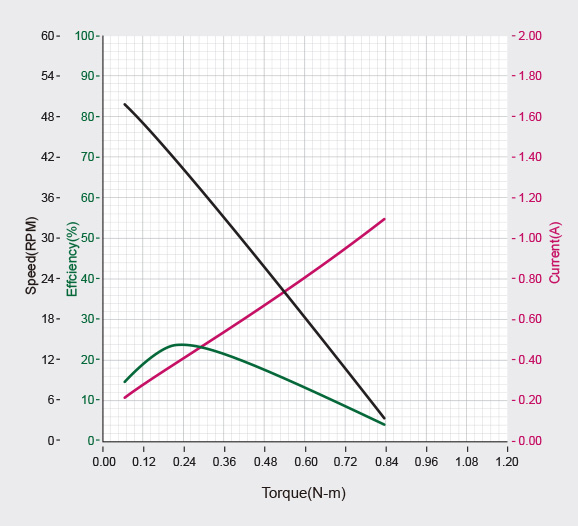 60- 100- - 2.00
54- 90- - 1.80
48- 80- - 1.60
42- 70- - 1.40
36- 60- - 1.20
30- 50- - 1.00
24- 40- - 0.80
18- 30- - 0.60
12- 20- - 0.40
6- 10- - 0.20
0- 0- - 0.00
Speed(RPM)
Effciency(%)
Current(A)
0.00 0.12 0.24 0.36 0.48 0.60 0.72 0.84 0.96 1.08 1.20
Torque(N-m)